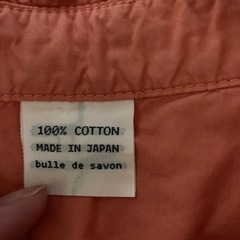 100% COTTON
MADE IN JAPAN
bulle de savon